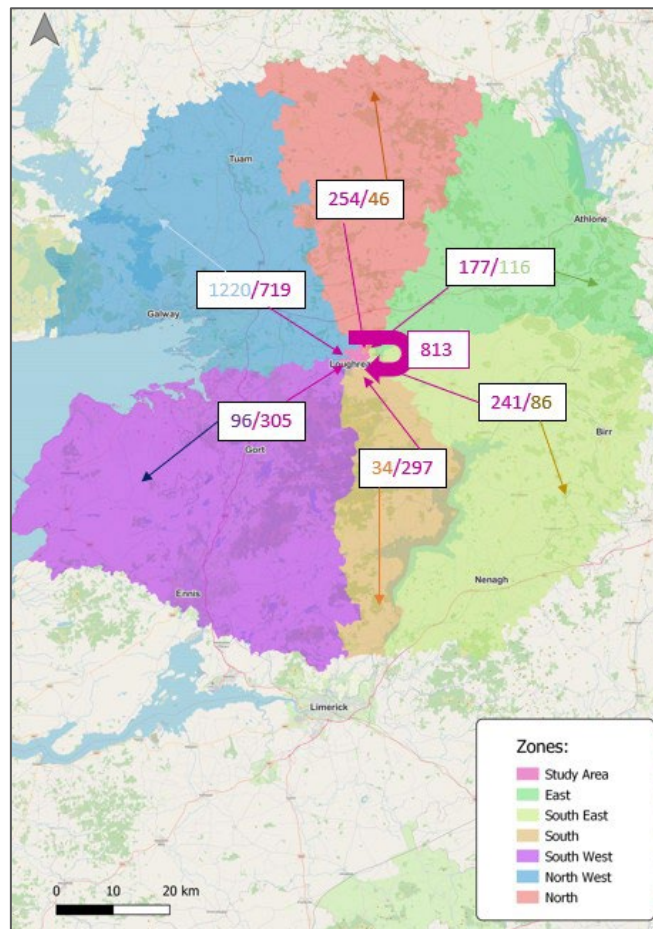 Tuam
254/46
Athlone
177/116
1220/719
Galway
813
Loughrea
241/86
96/305
Birr
Gort
34/297
Nenagh
Ennis
Limerick
Zones:
Study Area
East
South East
South
South West
North West
North
0 10 20 km